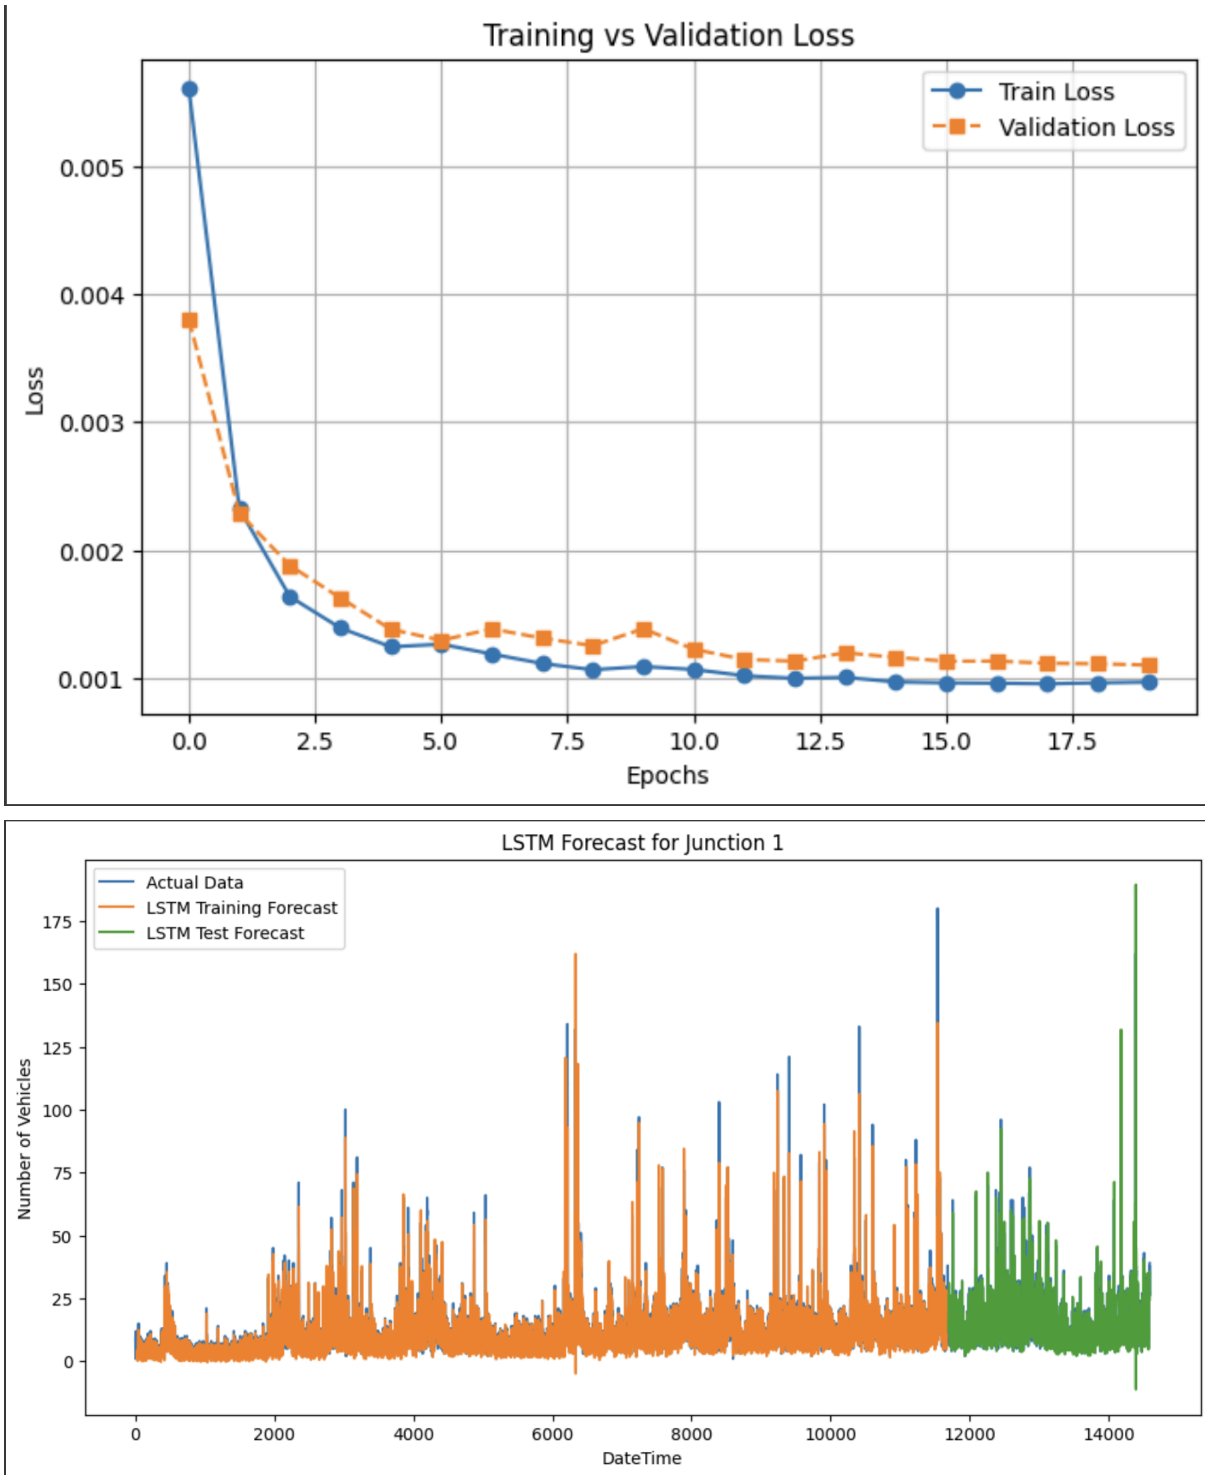 Training vs Validation Loss
Train Loss
Validation Loss
0.005
0.004
0.003
0.002
0.001
Loss
0.0 2.5 5.0 7.5 10.0 12.5 15.0 17.5
Epochs
LSTM Forecast for Junction 1
Actual Data
LSTM Training Forecast
LSTM Test Forecast
175
150
125
100
75
50
25
0
Number of Vehicles
0 2000 4000 6000 8000 10000 12000 14000
DateTime